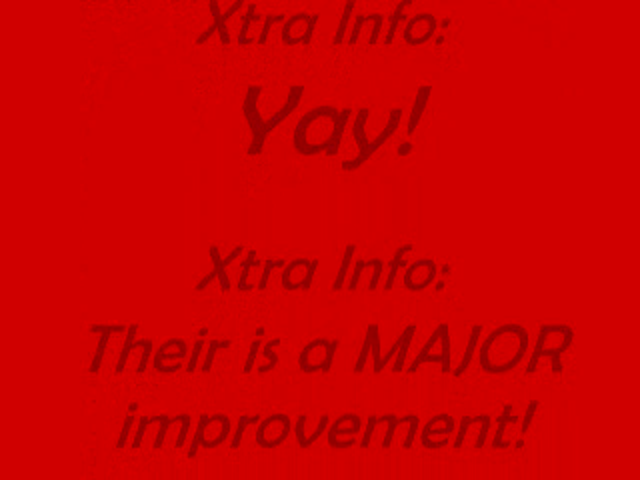 Xtra Info:
Yay!
Xtra Info:
Their is a MAJOR
improvement!